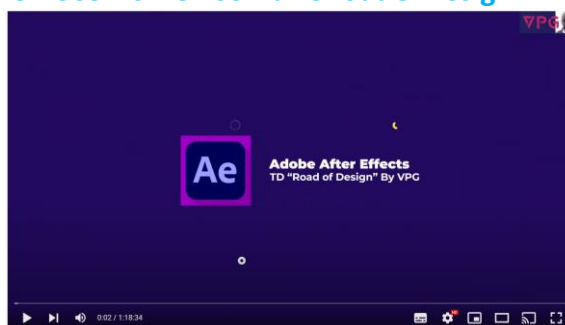 VPG
Ae
Adobe After Effects
TD “Road of Design” By VPG
0:02 / 1:18:34